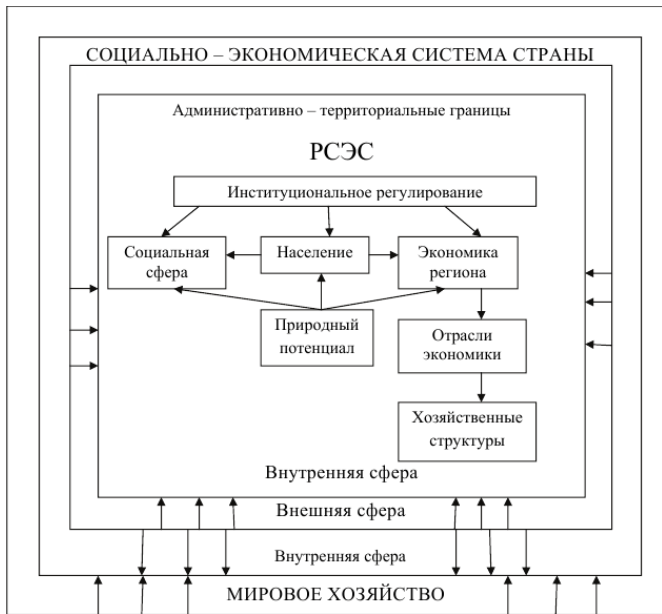 СОЦИАЛЬНО – ЭКОНОМИЧЕСКАЯ СИСТЕМА СТРАНЫ
Административно – территориальные границы
РСЭС
Институциональное регулирование
Социальная
сфера
Население
Экономика
региона
Природный
потенциал
Отрасли
экономики
Хозяйственные
структуры
Внутренняя сфера
Внешняя сфера
Внутренняя сфера
МИРОВОЕ ХОЗЯЙСТВО